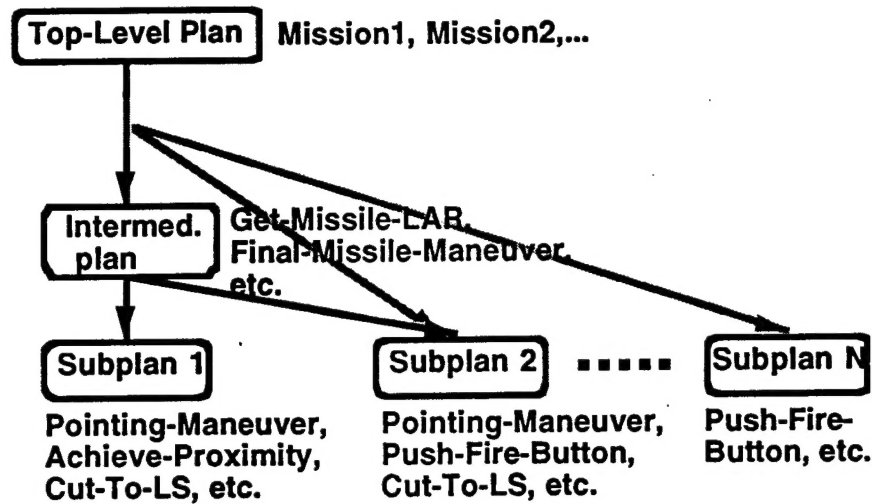 Top-Level Plan
Mission1, Mission2,...
Intermed.
plan
Get-Missile-LAR,
Final-Missile-Maneuver,
etc.
Subplan 1
Subplan 2
Subplan N
Pointing-Maneuver,
Achieve-Proximity,
Cut-To-LS, etc.
Pointing-Maneuver,
Push-Fire-Button,
Cut-To-LS, etc.
Push-Fire-
Button, etc.